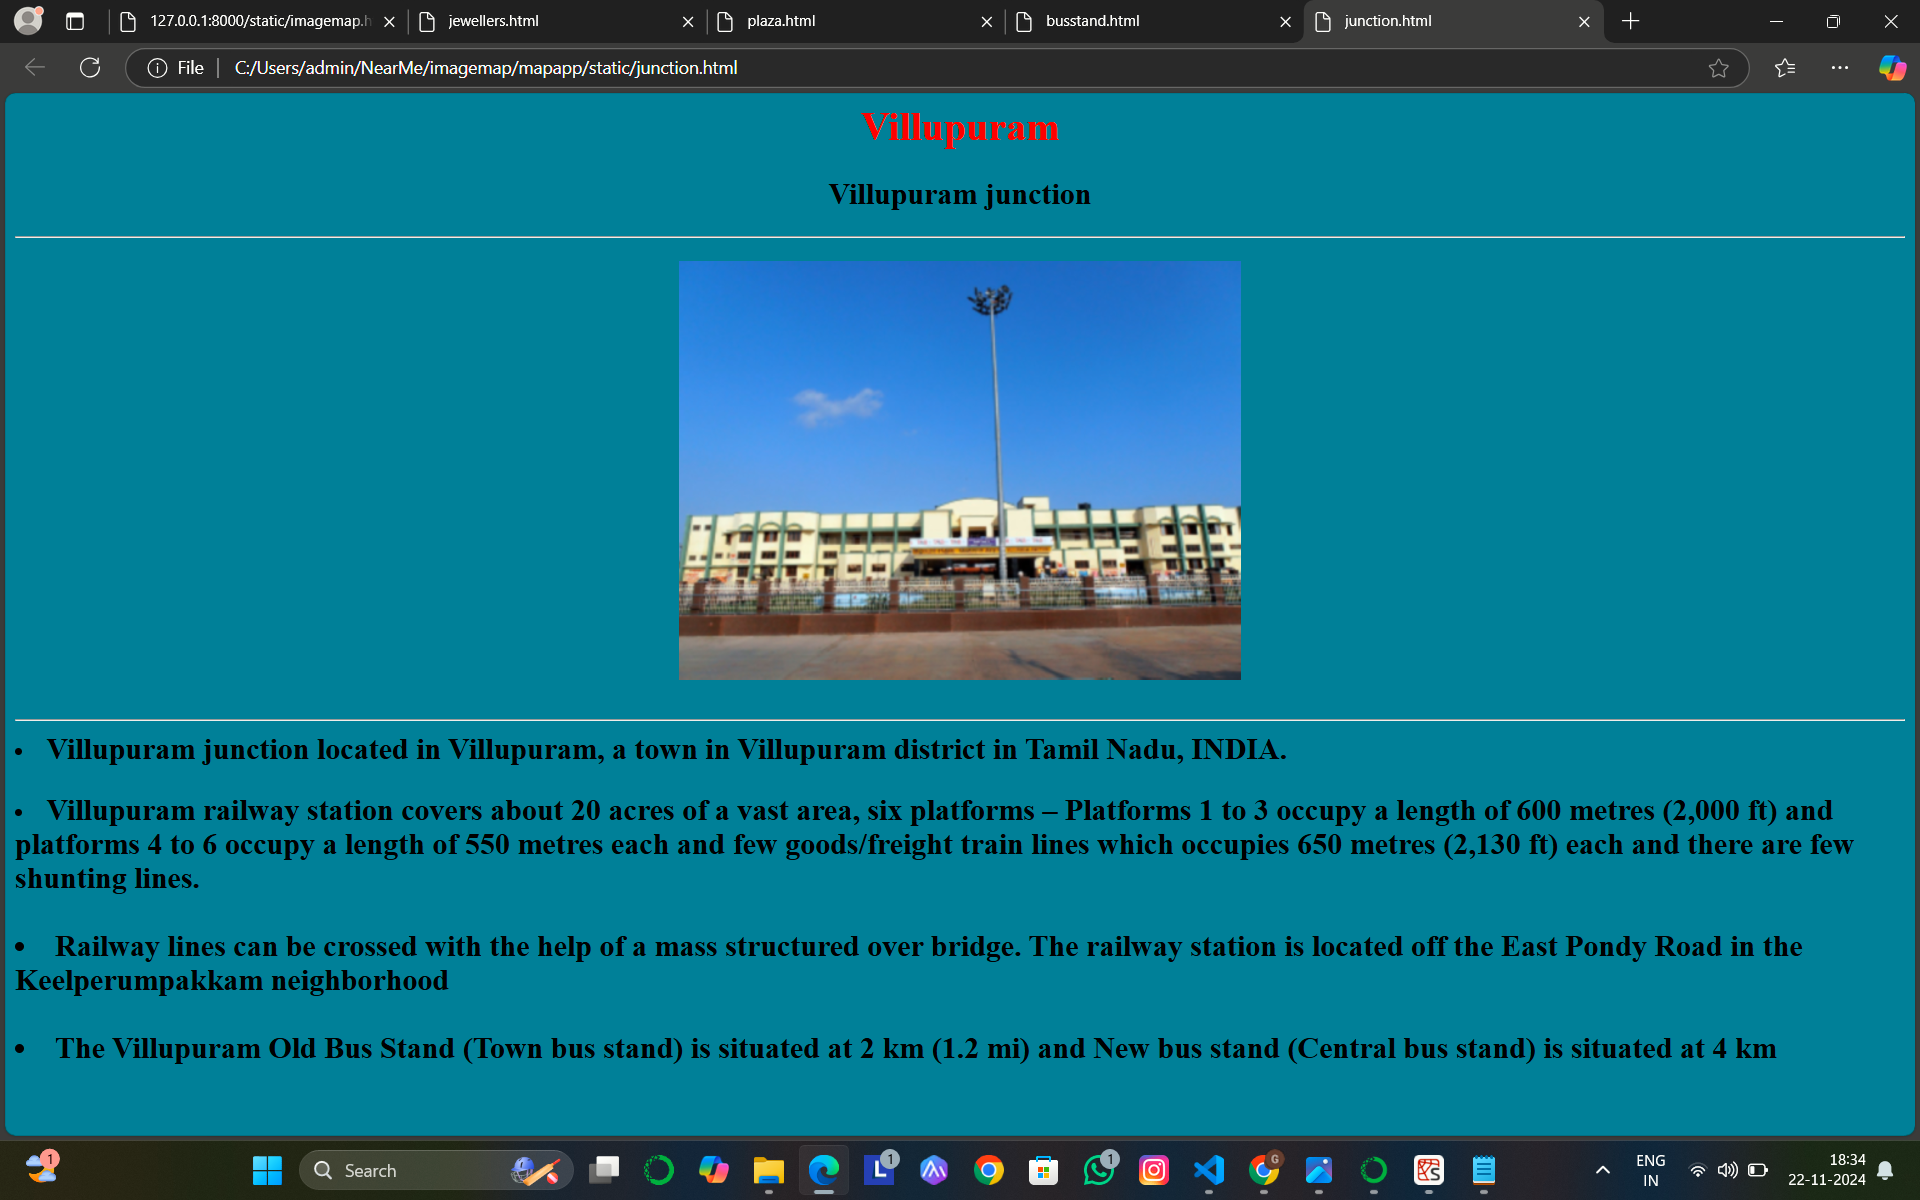 127.0.0.1:8000/static/imagemap.h
jewellers.html
plaza.html
busstand.html
junction.html
File
C:/Users/admin/NearMe/imagemap/mapapp/static/junction.html
Villupuram
Villupuram junction
• Villupuram junction located in Villupuram, a town in Villupuram district in Tamil Nadu, INDIA.
• Villupuram railway station covers about 20 acres of a vast area, six platforms – Platforms 1 to 3 occupy a length of 600 metres (2,000 ft) and
platforms 4 to 6 occupy a length of 550 metres each and few goods/freight train lines which occupies 650 metres (2,130 ft) each and there are few
shunting lines.
• Railway lines can be crossed with the help of a mass structured over bridge. The railway station is located off the East Pondy Road in the
Keelperumpakkam neighborhood
• The Villupuram Old Bus Stand (Town bus stand) is situated at 2 km (1.2 mi) and New bus stand (Central bus stand) is situated at 4 km
1
Search
L
1
1
G
ENG
IN
18:34
22-11-2024